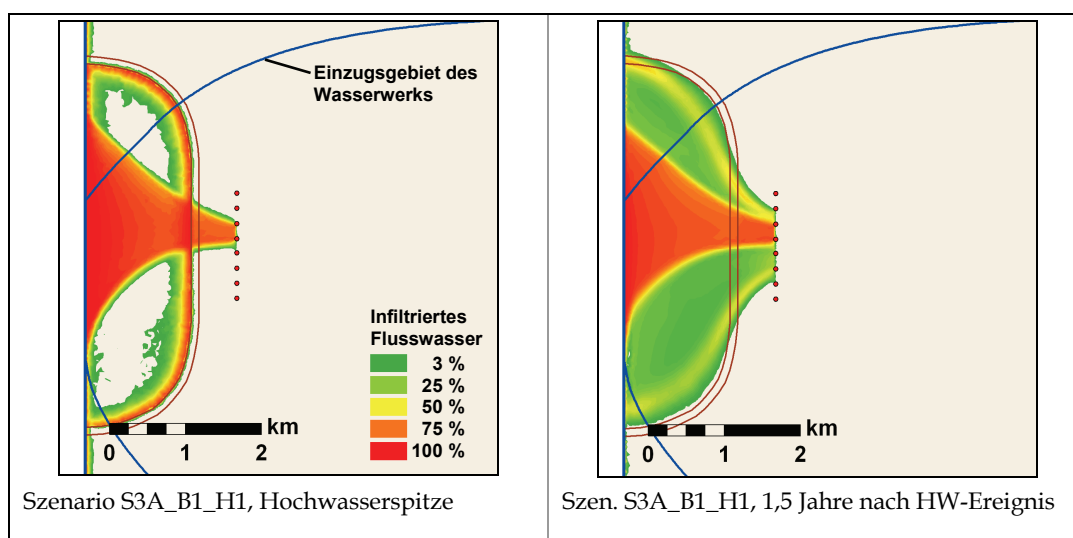 Einzugsgebiet des
Wasserwerks
Infiltriertes
Flusswasser
3 %
25 %
50 %
75 %
100 %
km
0 1 2
km
0 1 2
Szenario S3A_B1_H1, Hochwasserspitze
Szen. S3A_B1_H1, 1,5 Jahre nach HW-Ereignis